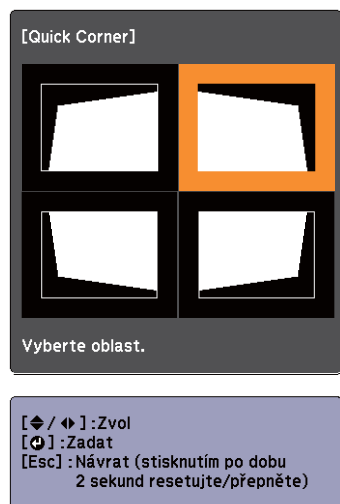 [Quick Corner]
Vyberte oblast.
[◆/◆] :Zvol
[↵] :Zadat
[Esc] :Návrat (stisknutím po dobu
2 sekund resetujte/přepněte)